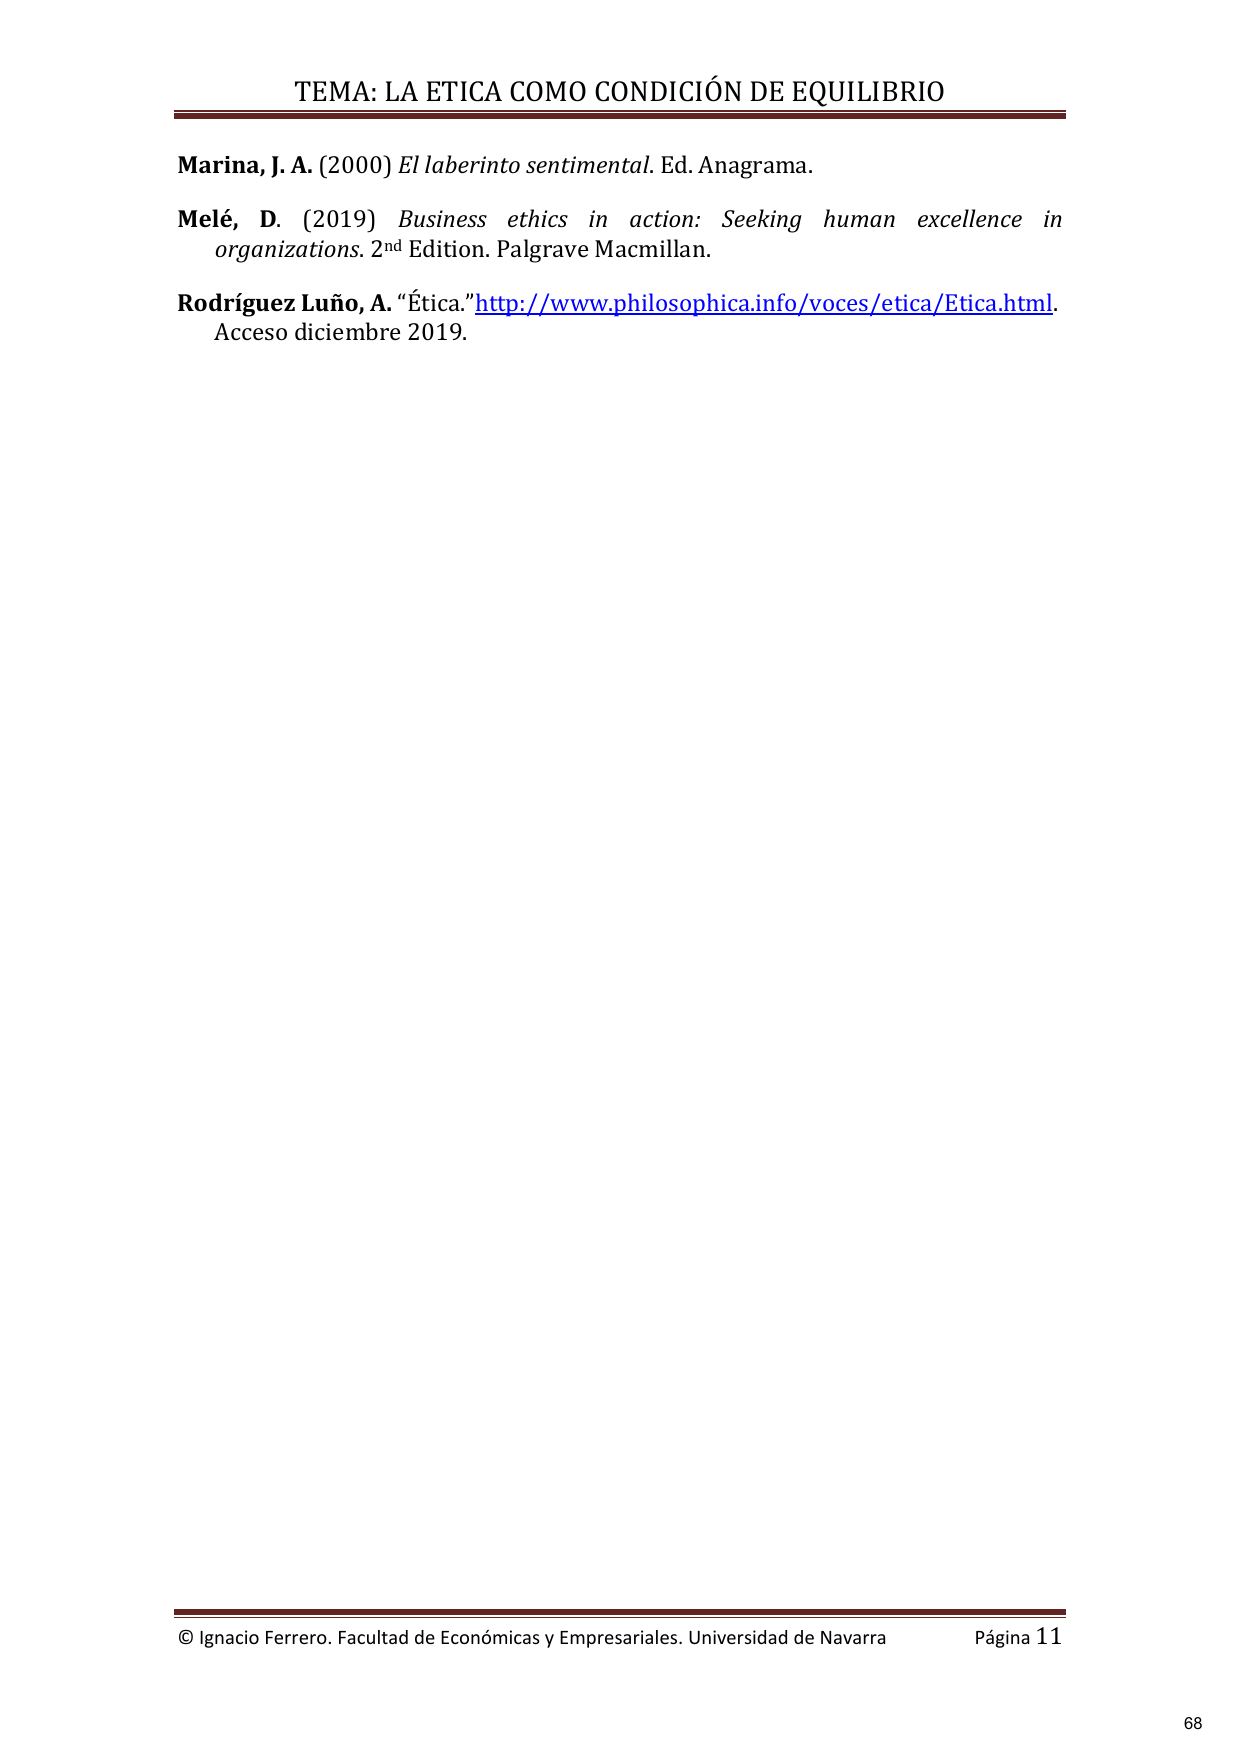 TEMA: LA ETICA COMO CONDICIÓN DE EQUILIBRIO
Marina, J. A. (2000) El laberinto sentimental. Ed. Anagrama.
Melé, D. (2019) Business ethics in action: Seeking human excellence in
organizations. 2nd Edition. Palgrave Macmillan.
Rodríguez Luño, A. “Ética.”http://www.philosophica.info/voces/etica/Etica.html.
Acceso diciembre 2019.
© Ignacio Ferrero. Facultad de Económicas y Empresariales. Universidad de Navarra Página 11
68